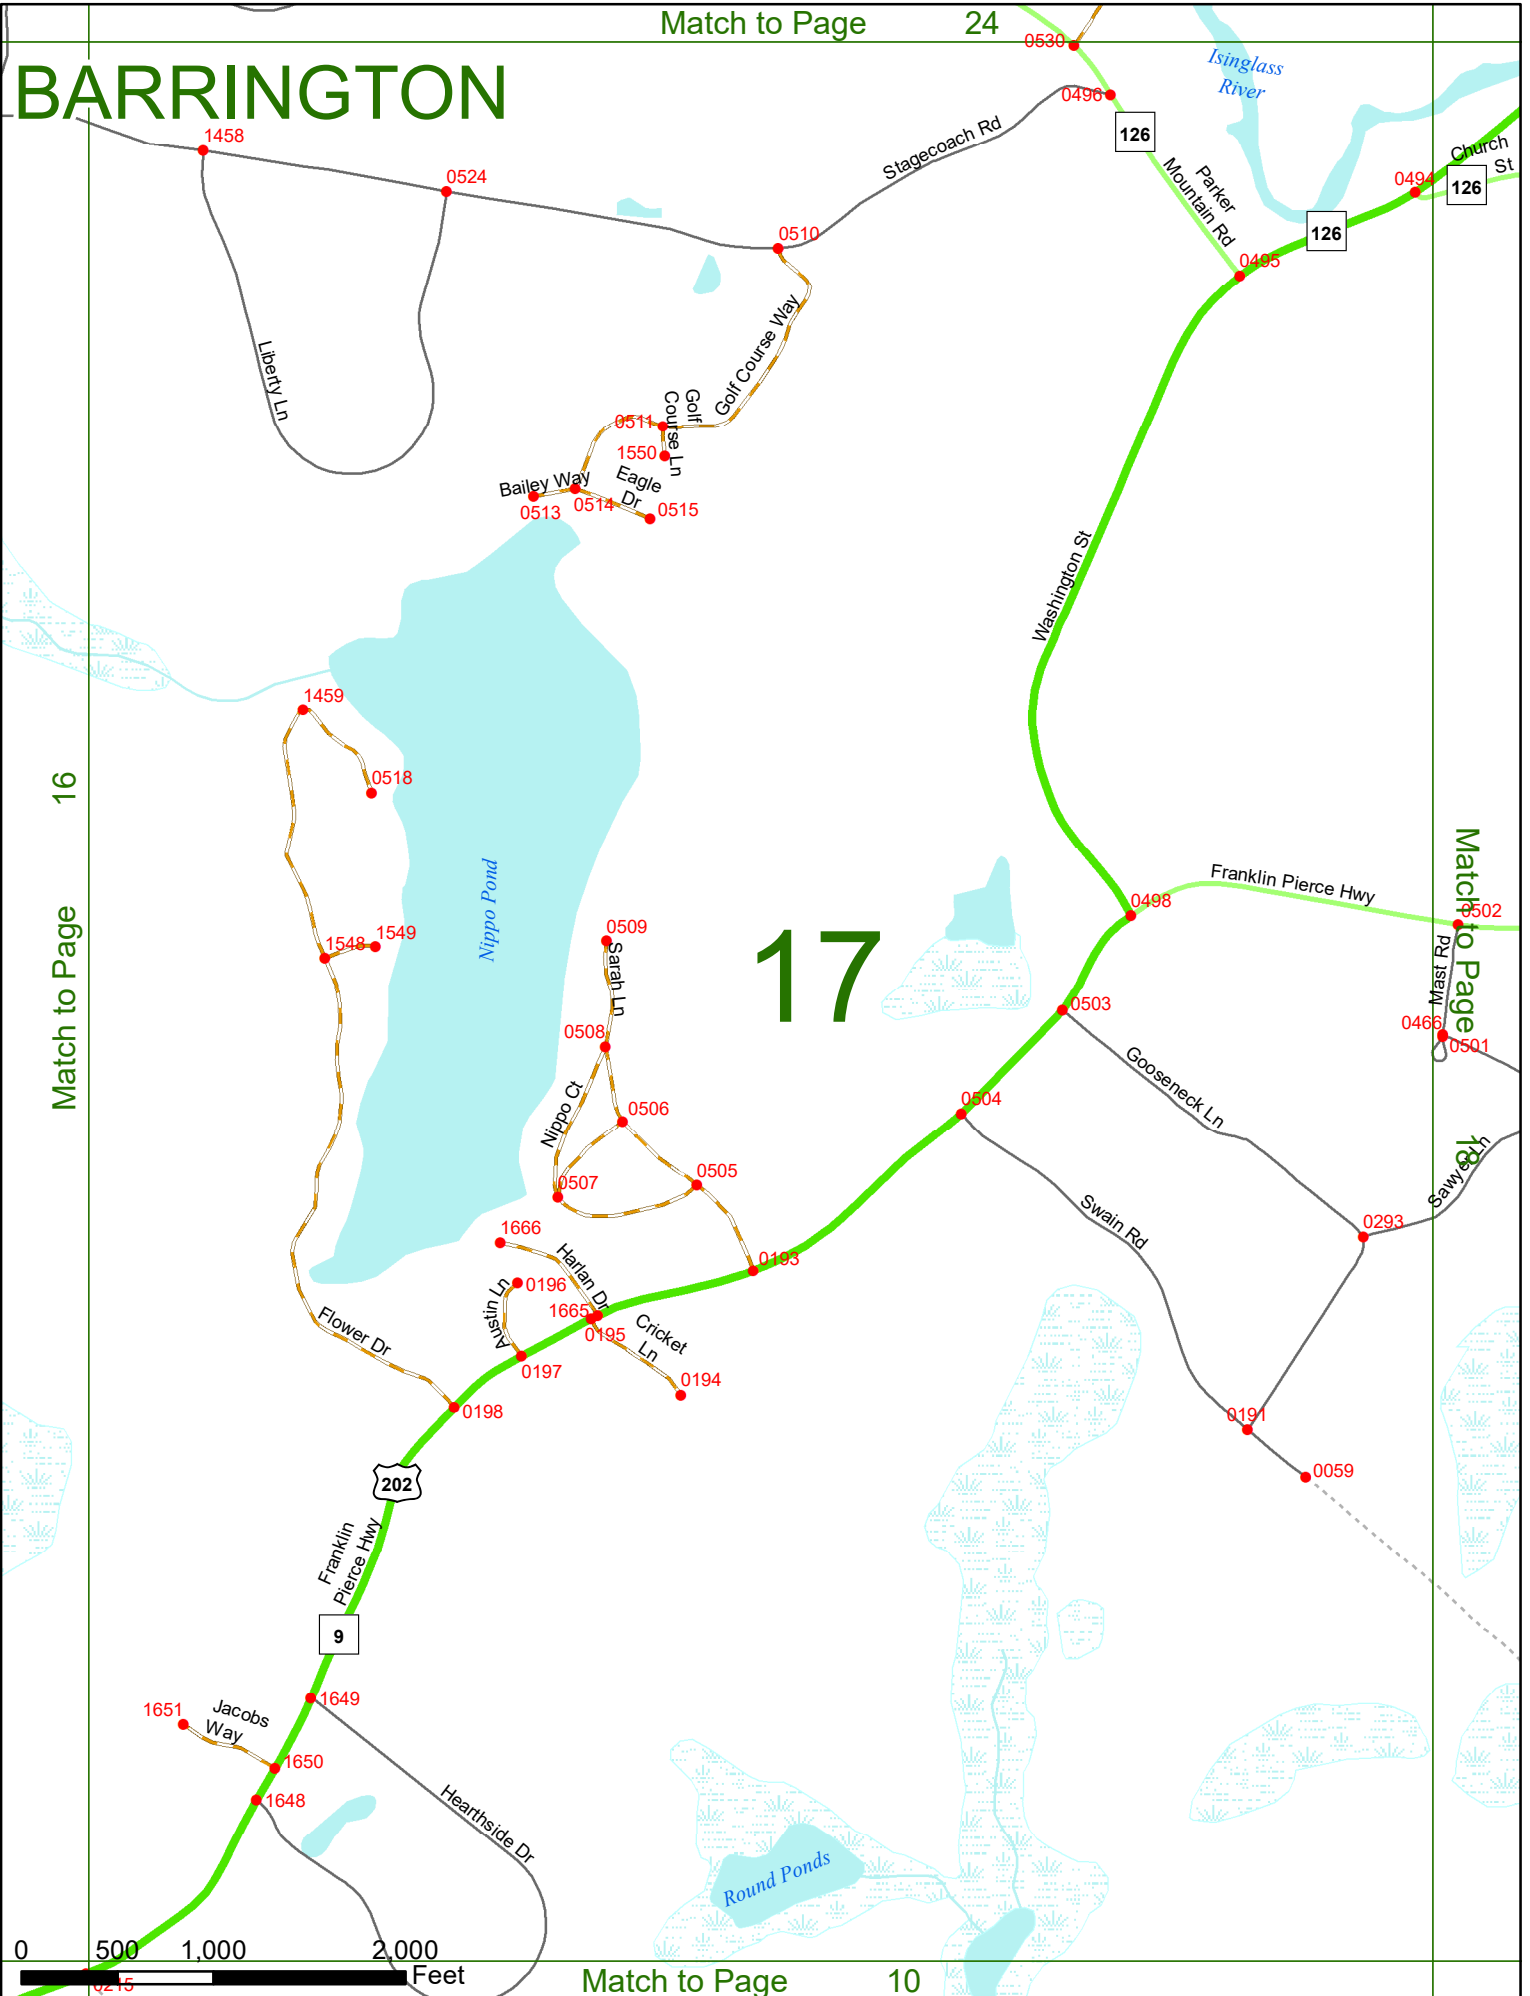 Match to Page 24
BARRINGTON
0530
Isinglass
River
0496
126
1458
Stagecoach Rd
Church
St
0524
Parker
Mountain Rd
0494
126
126
0510
0495
Liberty Ln
Golf Course Way
Golf
Course Ln
0511
1550
Bailey Way
Eagle
Dr
0513
0514
0515
Washington St
1459
0518
Match to Page 16
Nippo Pond
Match to Page 18
Franklin Pierce Hwy
0498
0502
1548
1549
0509
Sarah Ln
17
Mast Rd
0503
0466
0501
0508
Gooseneck Ln
Nippo Ct
0506
0504
0505
0507
Sawyer Ln
Swain Rd
0293
1666
Harlan Dr
0193
0196
Austin Ln
1665
0195
Cricket
Ln
Flower Dr
0197
0194
0198
0191
202
0059
Franklin
Pierce Hwy
9
1649
1651
Jacobs
Way
1650
1648
Hearthside Dr
Round Ponds
0 500 1,000 2,000
Feet
0215
Match to Page 10